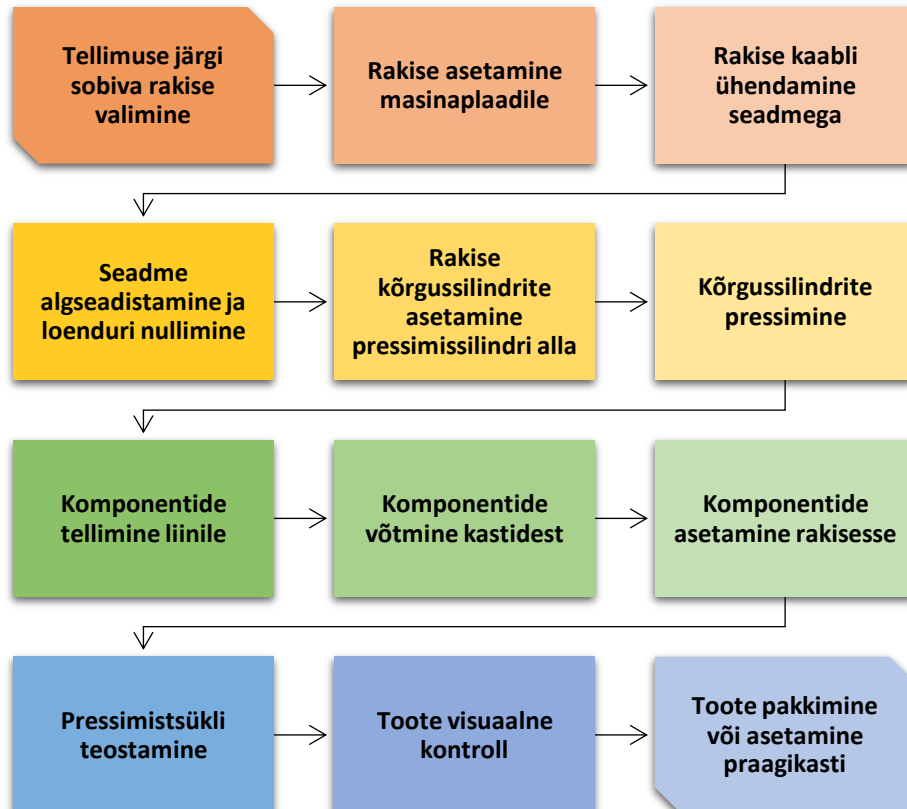 Tellimuse järgi
sobiva rakise
valimine
Rakise asetamine
masinaplaadile
Rakise kaabli
ühendamine
seadmega
Seadme
algseadistamine ja
loenduri nullimine
Rakise
kõrgussilindrite
asetamine
pressimissilindri alla
Kõrgussilindrite
pressimine
Komponentide
tellimine liinile
Komponentide
võtmine kastidest
Komponentide
asetamine rakisesse
Pressimistsükli
teostamine
Toote visuaalne
kontroll
Toote pakkimine
või asetamine
praagikasti